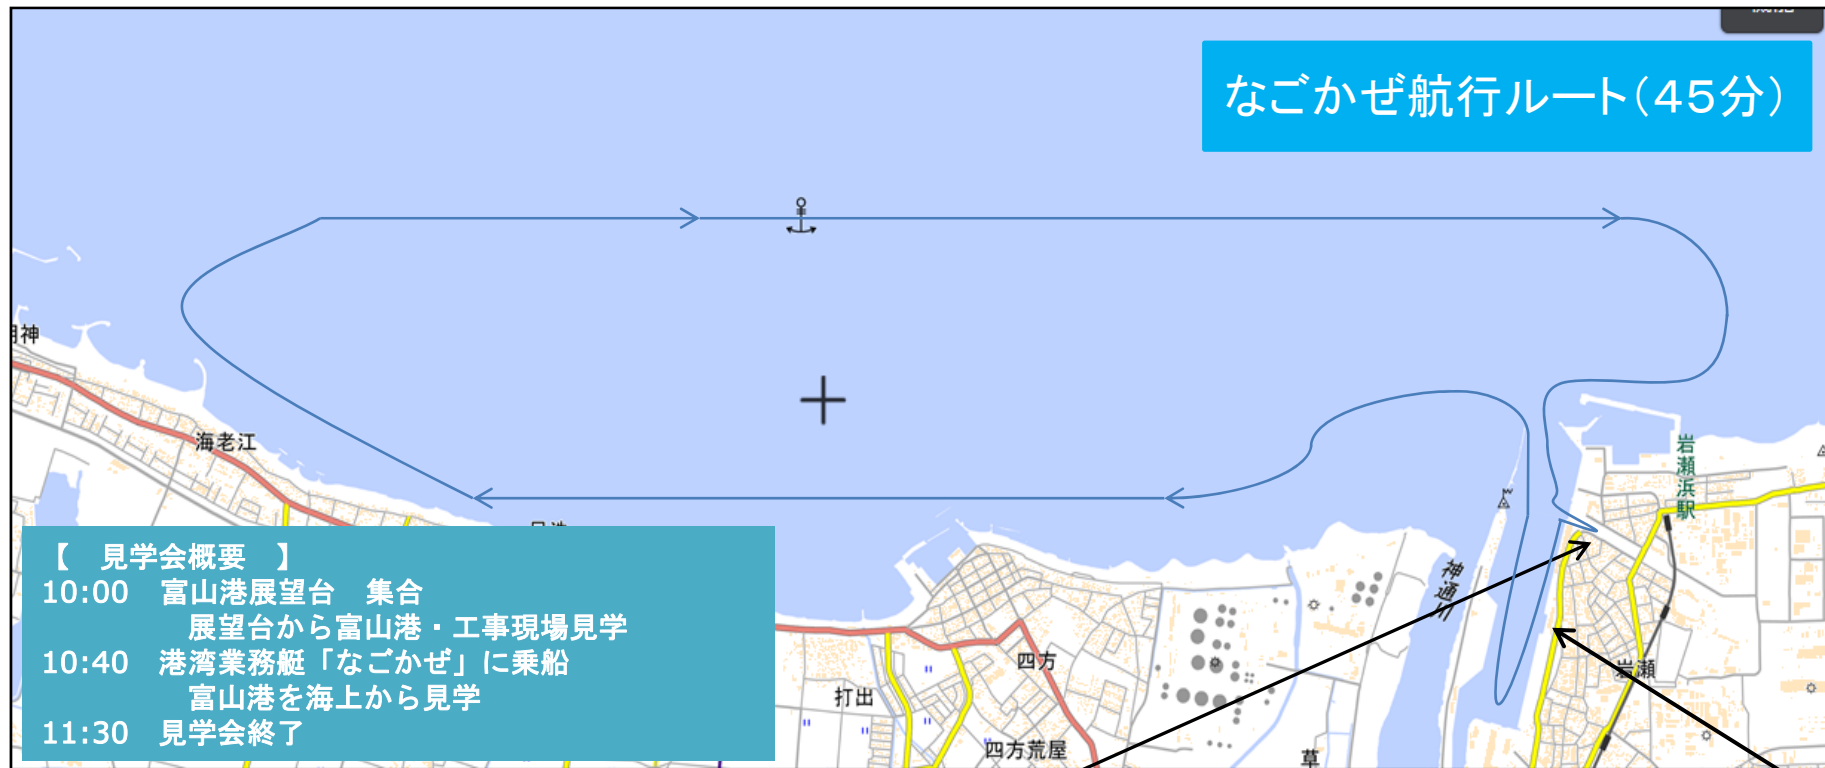 なごかぜ航行ルート(45分)
海老江
岩瀬浜駅
神通川
【　見学会概要　】
10:00　富山港展望台　集合
展望台から富山港・工事現場見学
10:40　港湾業務艇「なごかぜ」に乗船
富山港を海上から見学
11:30　見学会終了
四方
岩瀬
打出
四方荒屋
草